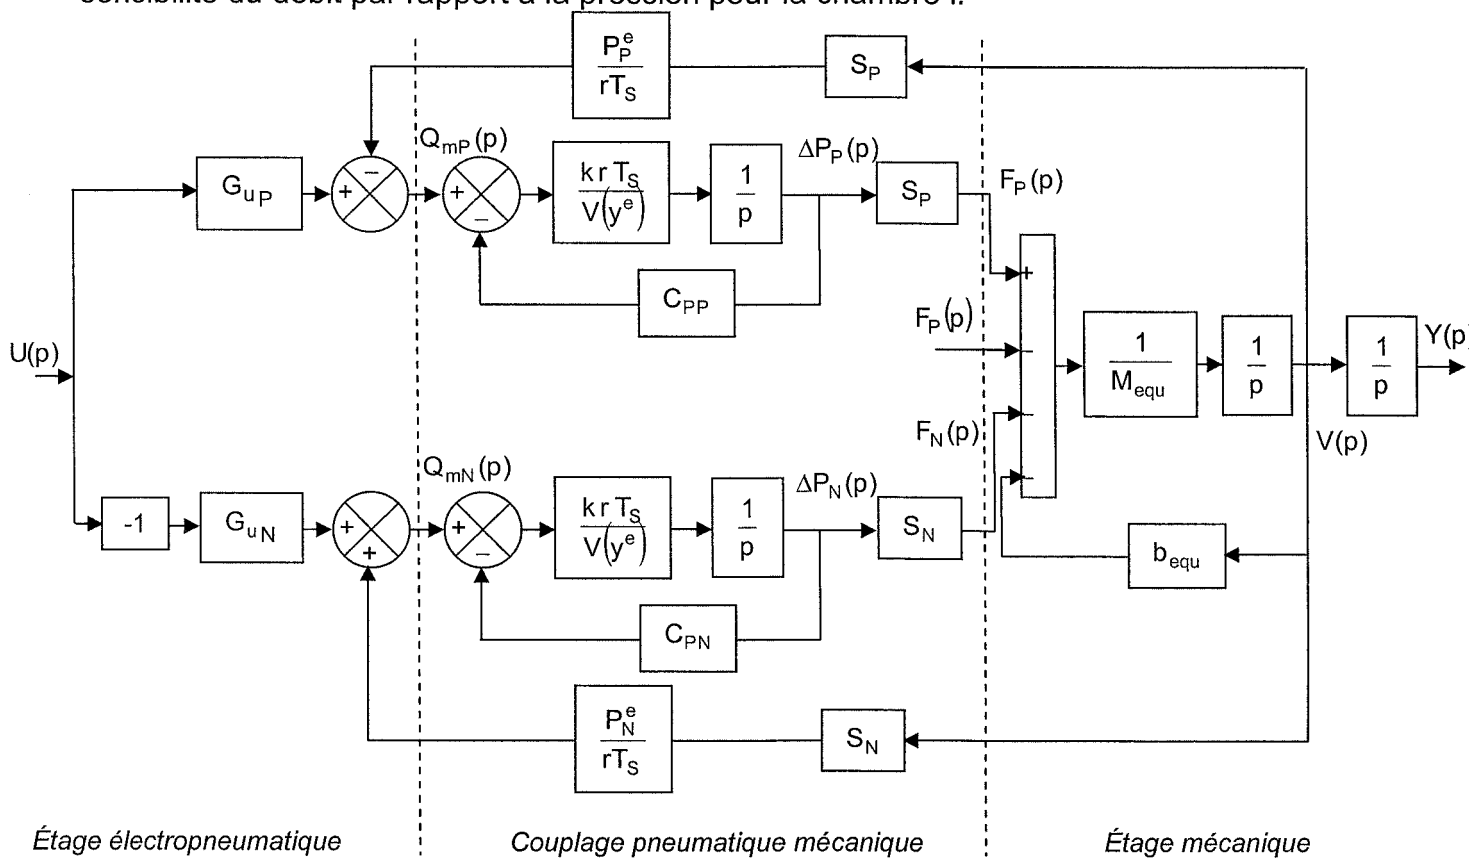 sensibilité du débit par rapport à la pression pour la chambre i.
P_P^e
rT_S
S_P
Q_mP(p)
ΔP_P(p)
F_P(p)
G_uP
+
−
+
−
k r T_S
V(y^e)
1
p
S_P
C_PP
+
F_P(p)
−
U(p)
1
M_equ
1
p
1
p
Y(p)
V(p)
F_N(p)
−
−
Q_mN(p)
ΔP_N(p)
-1
G_uN
+
+
+
−
k r T_S
V(y^e)
1
p
S_N
b_equ
C_PN
P_N^e
rT_S
S_N
Étage électropneumatique
Couplage pneumatique mécanique
Étage mécanique